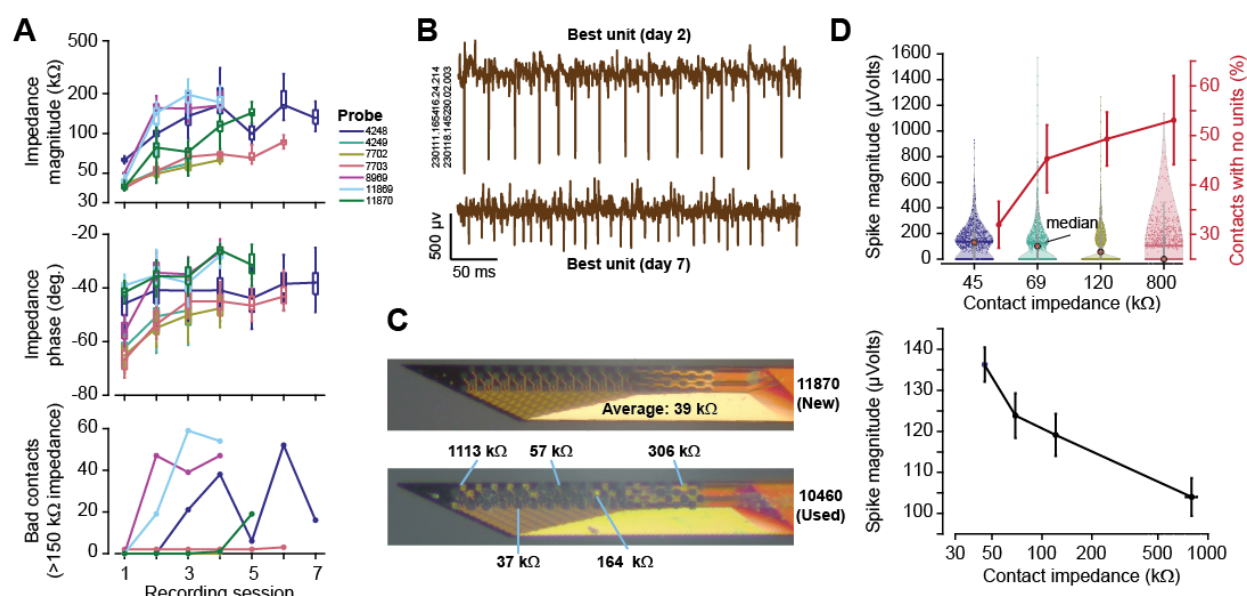 A
500
200
100
50
30
Impedance
magnitude (kΩ)
Probe
4248
4249
7702
7703
8969
11869
11870
-20
-40
-60
-80
Impedance
phase (deg.)
60
40
20
0
Bad contacts
(>150 kΩ impedance)
1 3 5 7
Recording session
B
Best unit (day 2)
230111.165416.24.214
230118.145280.02.003
500 μv
50 ms
Best unit (day 7)
C
Average: 39 kΩ
11870
(New)
1113 kΩ 57 kΩ 306 kΩ
10460
(Used)
37 kΩ 164 kΩ
D
1600
1400
1200
1000
800
600
400
200
0
Spike magnitude (μVolts)
median
60
50
40
30
Contacts with no units (%)
45 69 120 800
Contact impedance (kΩ)
140
130
120
110
100
Spike magnitude (μVolts)
30 50 100 200 500 1000
Contact impedance (kΩ)